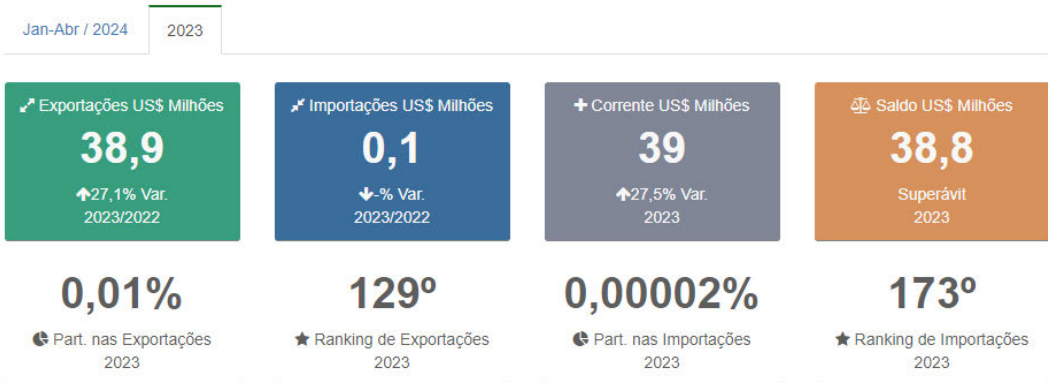 Jan-Abr / 2024
2023
Exportações US$ Milhões
38,9
27,1% Var.
2023/2022
Importações US$ Milhões
0,1
-% Var.
2023/2022
Corrente US$ Milhões
39
27,5% Var.
2023
Saldo US$ Milhões
38,8
Superávit
2023
0,01%
Part. nas Exportações
2023
129º
Ranking de Exportações
2023
0,00002%
Part. nas Importações
2023
173º
Ranking de Importações
2023